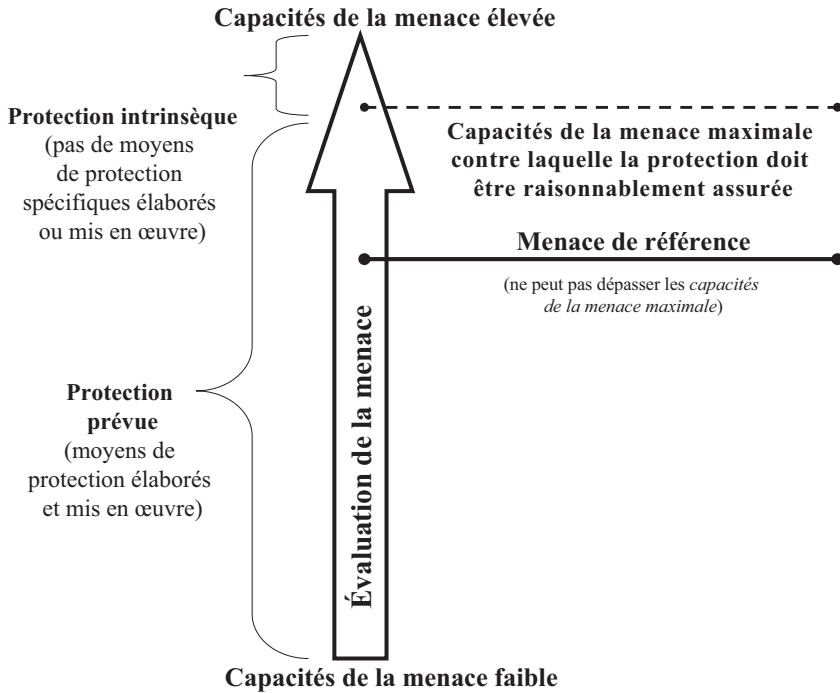 Capacités de la menace élevée
Protection intrinsèque
(pas de moyens
de protection
spécifiques élaborés
ou mis en œuvre)
Capacités de la menace maximale
contre laquelle la protection doit
être raisonnablement assurée
Menace de référence
(ne peut pas dépasser les capacités
de la menace maximale)
Évaluation de la menace
Protection
prévue
(moyens de
protection élaborés
et mis en œuvre)
Capacités de la menace faible